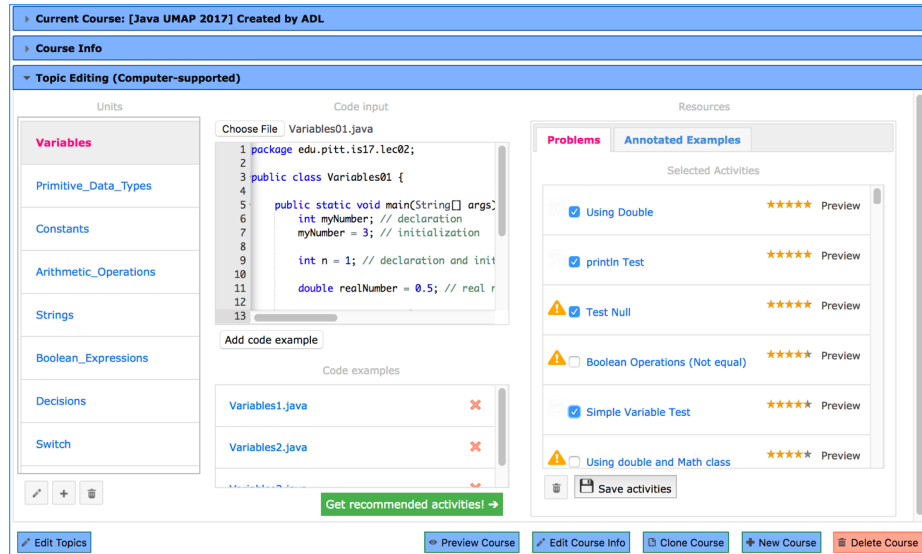 Current Course: [Java UMAP 2017] Created by ADL
Course Info
Topic Editing (Computer-supported)
Units
Variables
Primitive_Data_Types
Constants
Arithmetic_Operations
Strings
Boolean_Expressions
Decisions
Switch
Code input
Choose File Variables01.java
1 package edu.pitt.is17.lec02;
2
3 public class Variables01 {
4
5 public static void main(String[] args)
6 int myNumber; // declaration
7 myNumber = 3; // initialization
8
9 int n = 1; // declaration and init
10
11 double realNumber = 0.5; // real
12
13
Add code example
Code examples
Variables1.java
Variables2.java
Get recommended activities! →
Resources
Problems Annotated Examples
Selected Activities
Using Double ★★★★★ Preview
println Test ★★★★★ Preview
Test Null ★★★★★ Preview
Boolean Operations (Not equal) ★★★★★ Preview
Simple Variable Test ★★★★★ Preview
Using double and Math class ★★★★★ Preview
Save activities
Edit Topics Preview Course Edit Course Info Clone Course New Course Delete Course